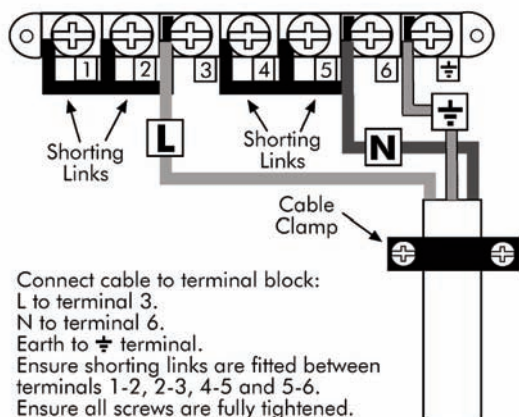 1 2 3 4 5 6 ⏚
Shorting
Links
L
Shorting
Links
N
⏚
Cable
Clamp
Connect cable to terminal block:
L to terminal 3.
N to terminal 6.
Earth to ⏚ terminal.
Ensure shorting links are fitted between
terminals 1-2, 2-3, 4-5 and 5-6.
Ensure all screws are fully tightened.